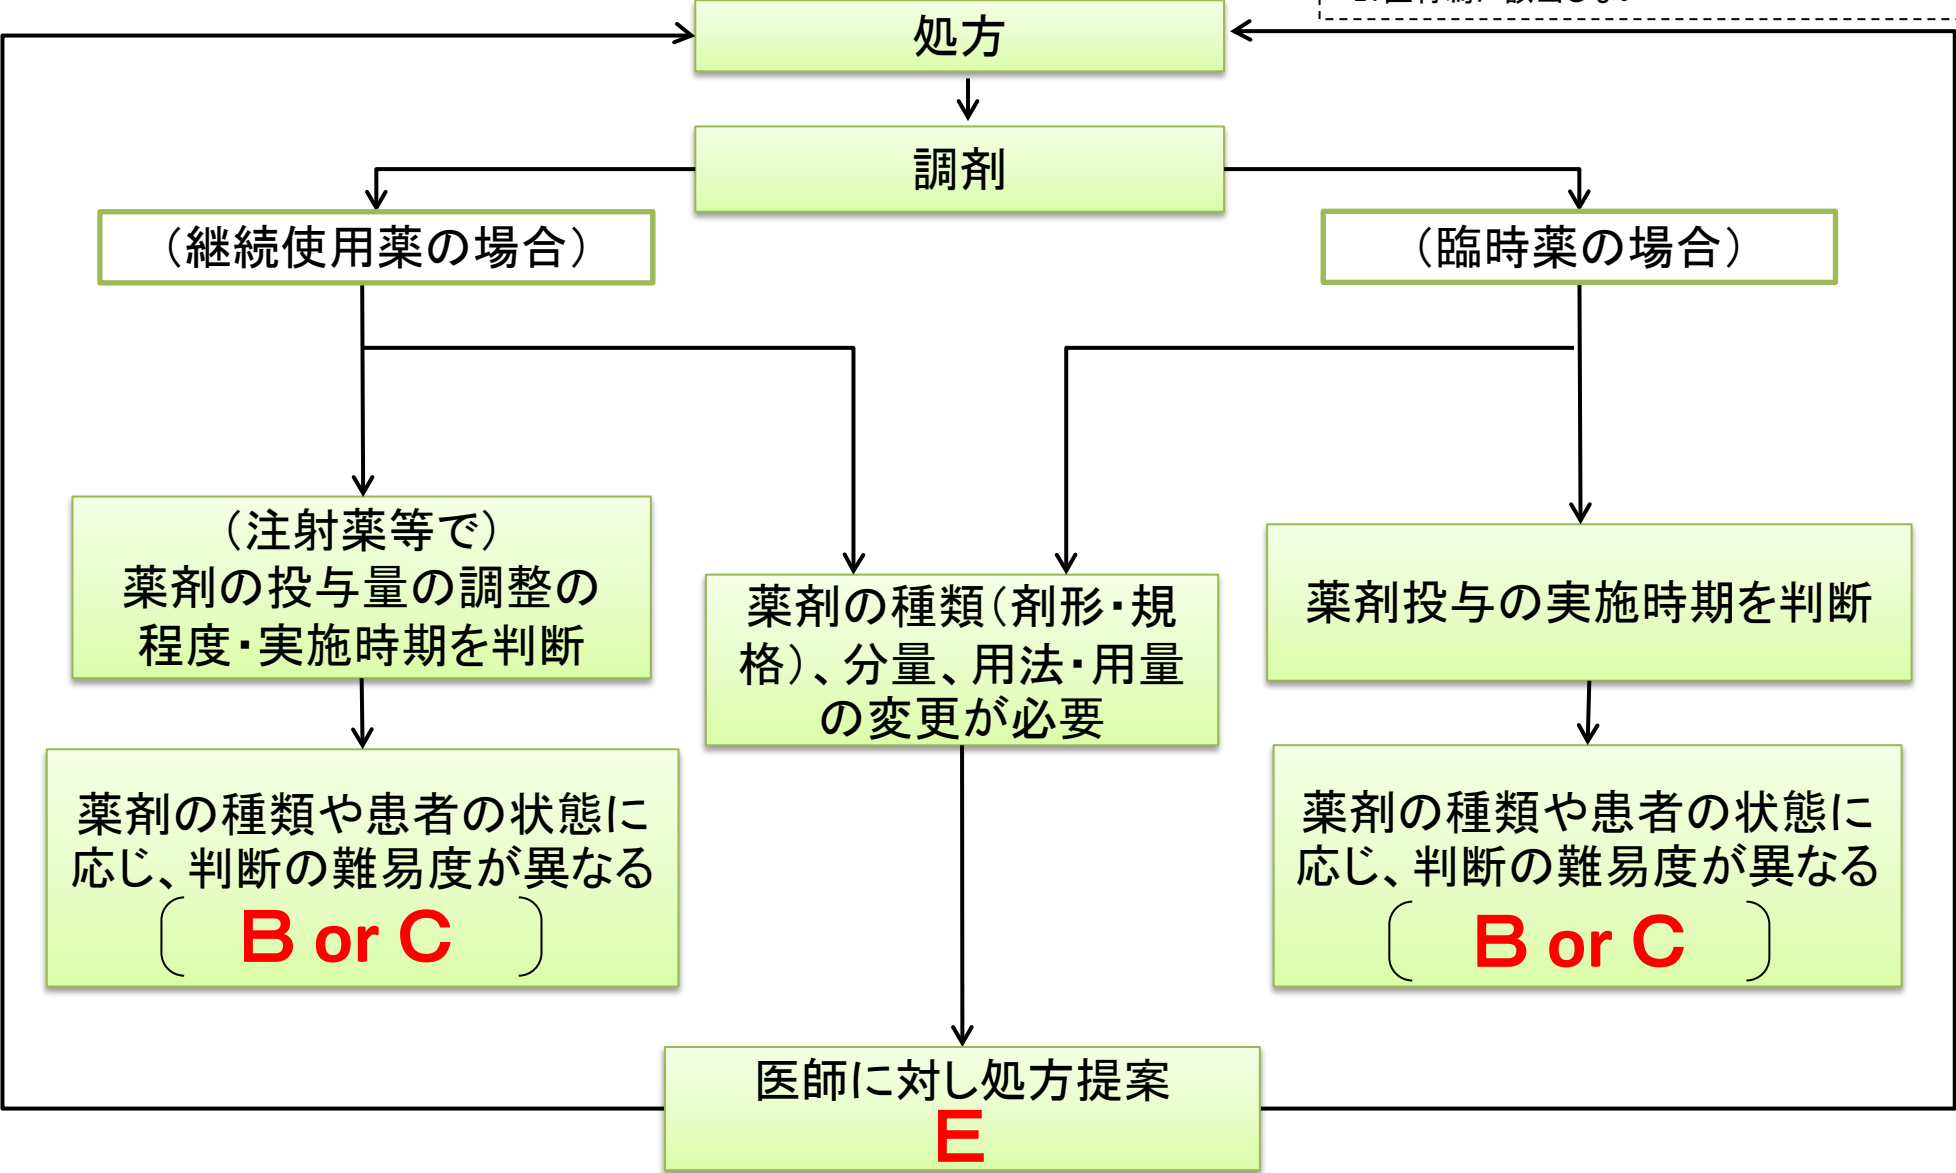 処方
調剤
（継続使用薬の場合）
（臨時薬の場合）
（注射薬等で）
薬剤の投与量の調整の
程度・実施時期を判断
薬剤の種類（剤形・規
格）、分量、用法・用量
の変更が必要
薬剤投与の実施時期を判断
薬剤の種類や患者の状態に
応じ、判断の難易度が異なる
B or C
薬剤の種類や患者の状態に
応じ、判断の難易度が異なる
B or C
医師に対し処方提案
E